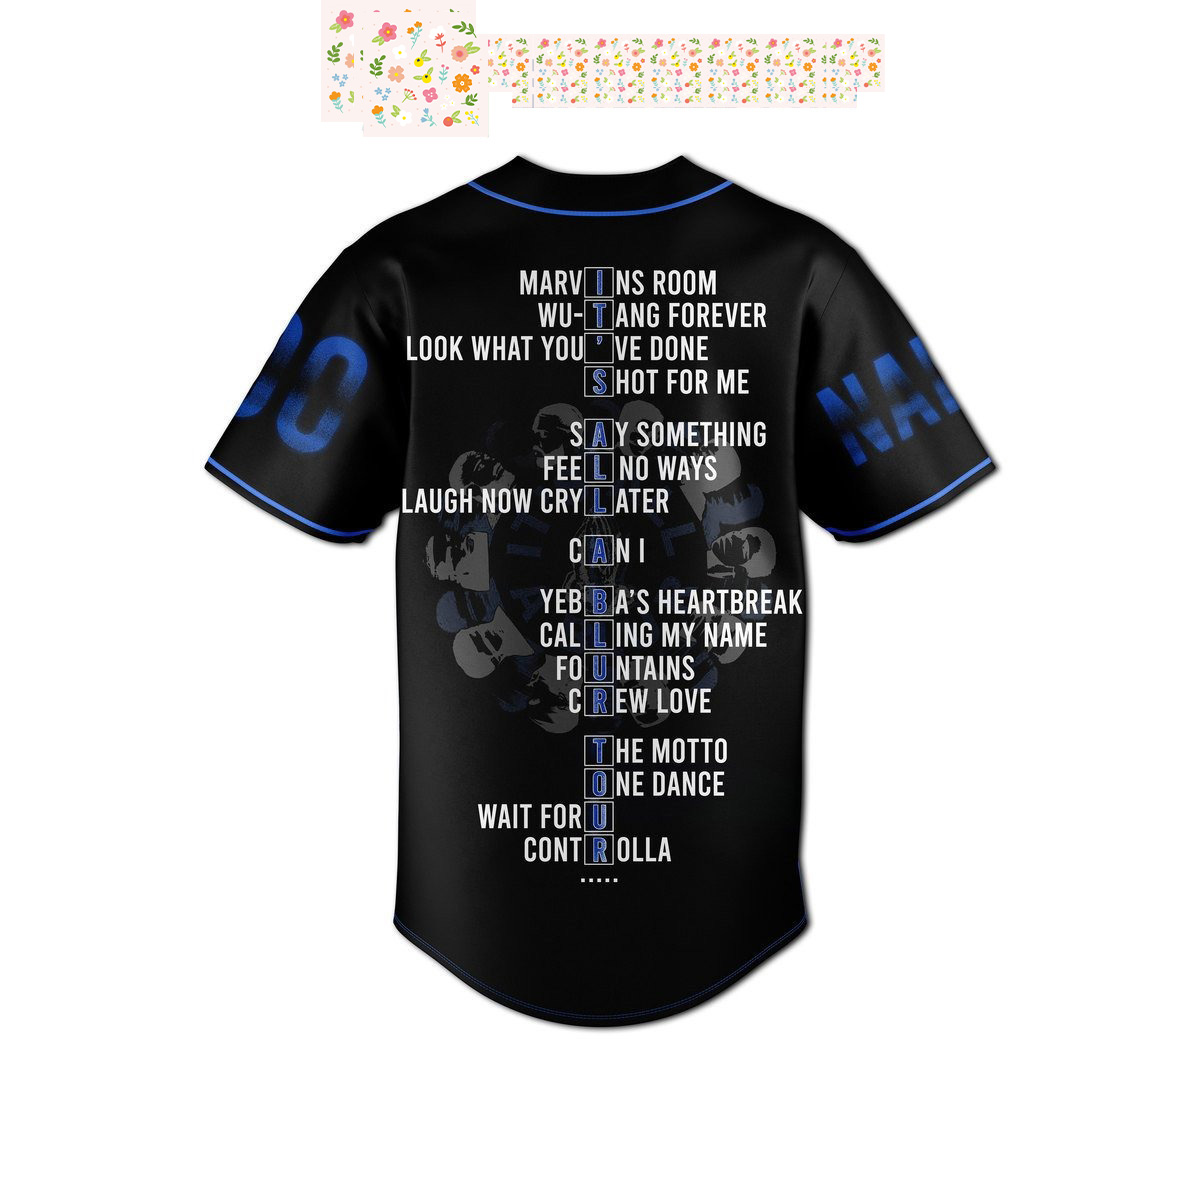 MARVINS ROOM
WU-TANG FOREVER
LOOK WHAT YOU'VE DONE
SHOT FOR ME
SAY SOMETHING
FEEL NO WAYS
LAUGH NOW CRY LATER
CAN I
YEBBA'S HEARTBREAK
CALLING MY NAME
FOUNTAINS
CREW LOVE
THE MOTTO
ONE DANCE
WAIT FOR U
CONTROLLA
.....